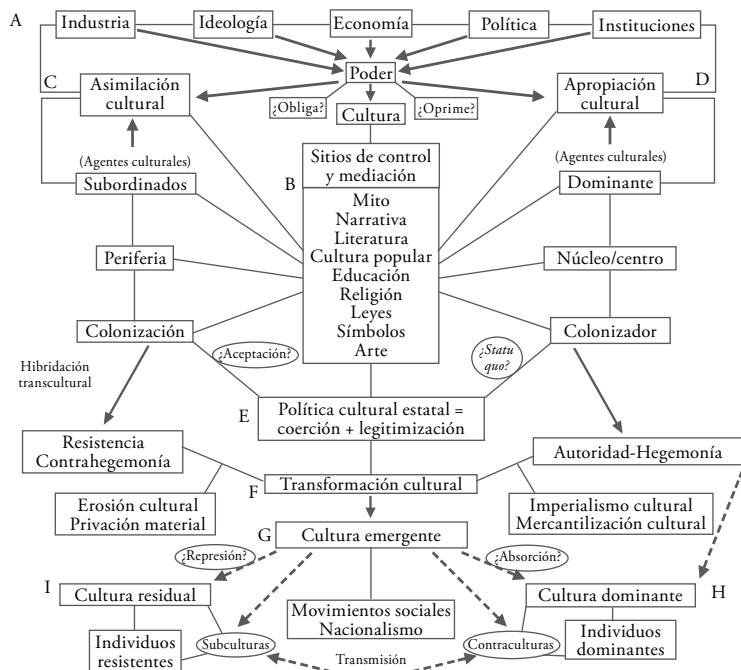 A
Industria
Ideología
Economía
Política
Instituciones
C
Asimilación
cultural
Poder
Apropiación
cultural
D
¿Obliga?
¿Oprime?
Cultura
(Agentes culturales)
Subordinados
Sitios de control
y mediación
(Agentes culturales)
Dominante
B
Mito
Narrativa
Literatura
Cultura popular
Educación
Religión
Leyes
Símbolos
Arte
Periferia
Núcleo/centro
Colonización
Colonizador
Hibridación
transcultural
¿Aceptación?
¿Statu
quo?
E
Política cultural estatal =
coerción + legitimización
Resistencia
Contrahegemonía
Autoridad-Hegemonía
F
Transformación cultural
Erosión cultural
Privación material
Imperialismo cultural
Mercantilización cultural
G
Cultura emergente
¿Represión?
¿Absorción?
I
Cultura residual
Cultura dominante
H
Movimientos sociales
Nacionalismo
Individuos
resistentes
Subculturas
Contraculturas
Individuos
dominantes
Transmisión